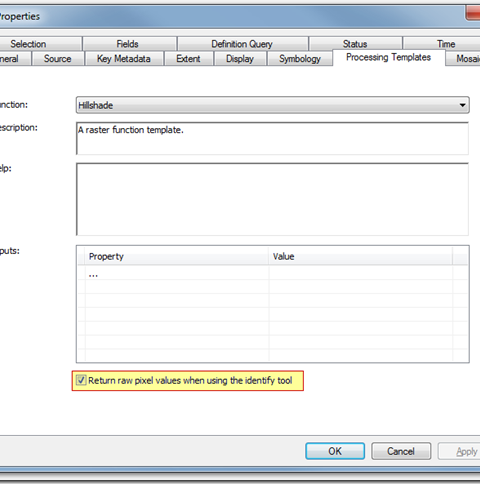 Properties
Selection Fields Definition Query Status Time
neral Source Key Metadata Extent Display Symbology Processing Templates Mosaic
unction: Hillshade
escription: A raster function template.
elp:
puts: Property Value
...
Return raw pixel values when using the identify tool
OK Cancel Apply